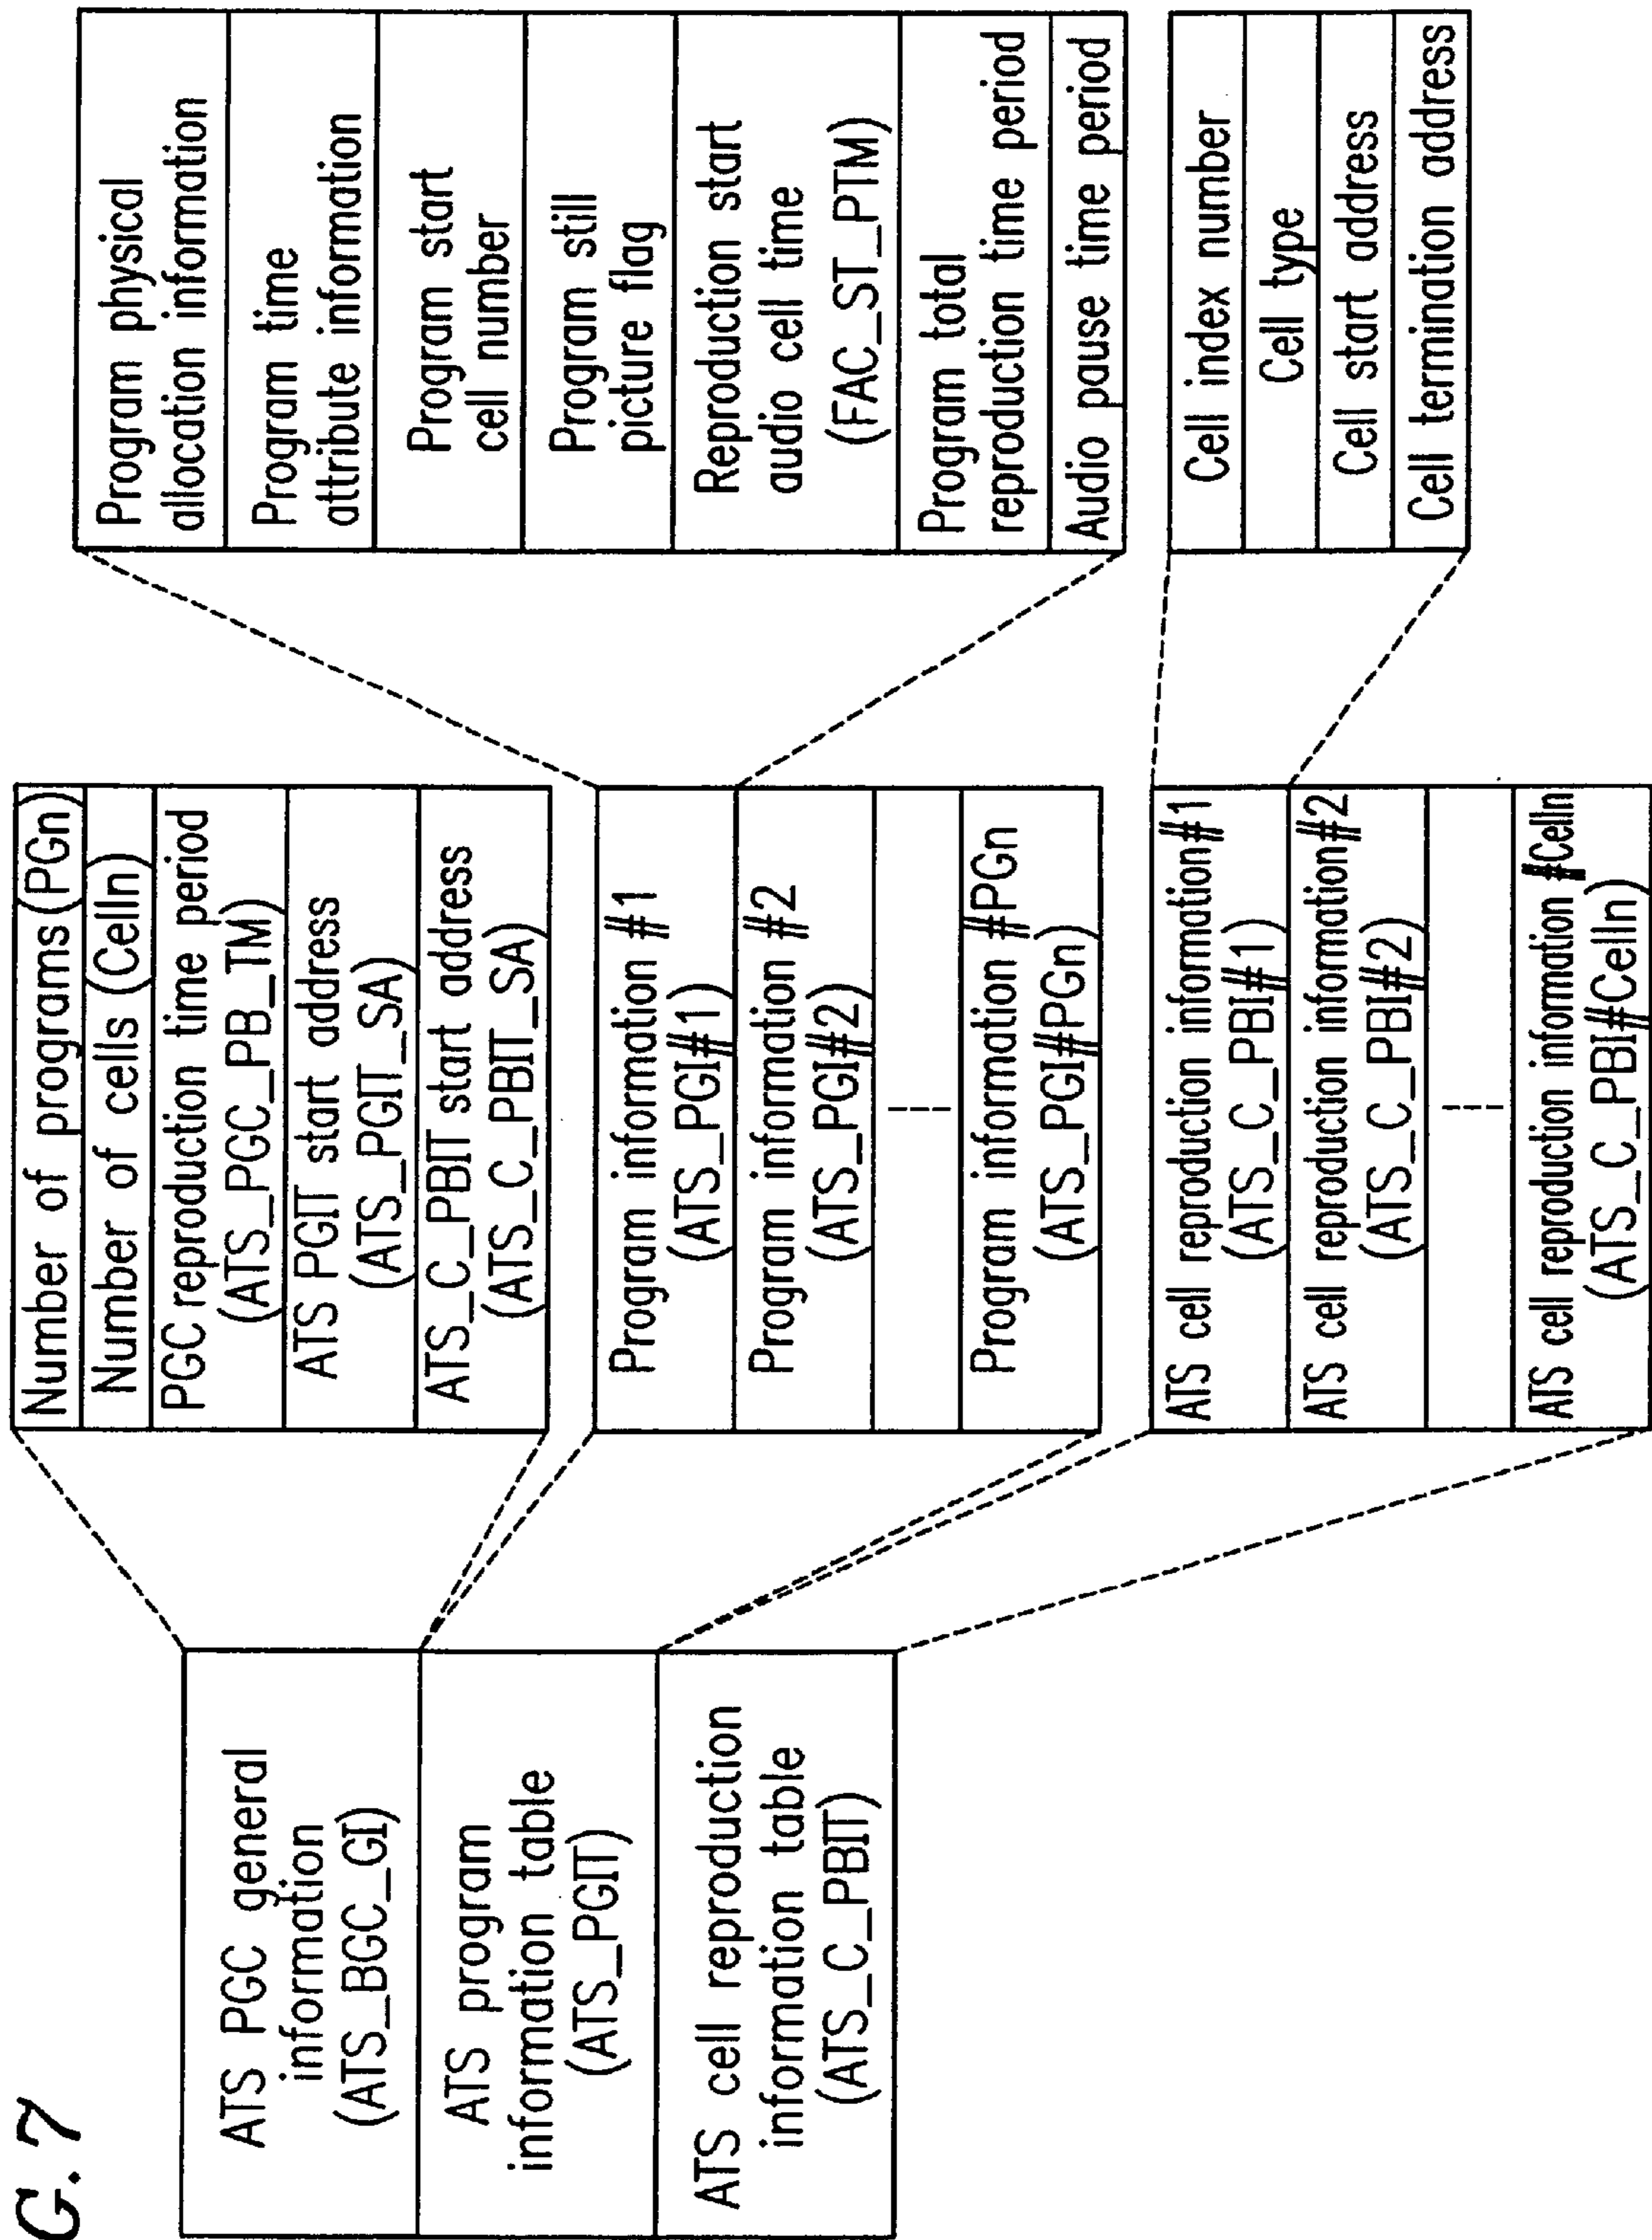 G. 7
ATS PGC general
information
(ATS_BGC_GI)
ATS program
information table
(ATS_PGIT)
ATS cell reproduction
information table
(ATS_C_PBIT)
Number of programs(PGn)
Number of cells (Celln)
PGC reproduction time period
(ATS_PGC_PB_TM)
ATS PGIT start address
(ATS_PGIT_SA)
ATS_C_PBIT start address
(ATS_C_PBIT_SA)
Program information #1
(ATS_PGI#1)
Program information #2
(ATS_PGI#2)
Program information #PGn
(ATS_PGI#PGn)
ATS cell reproduction information#1
(ATS_C_PBI#1)
ATS cell reproduction information#2
(ATS_C_PBI#2)
ATS cell reproduction information #Celln
(ATS_C_PBI#Celln)
Program physical
allocation information
Program time
attribute information
Program start
cell number
Program still
picture flag
Reproduction start
audio cell time
(FAC_ST_PTM)
Program total
reproduction time period
Audio pause time period
Cell index number
Cell type
Cell start address
Cell termination address